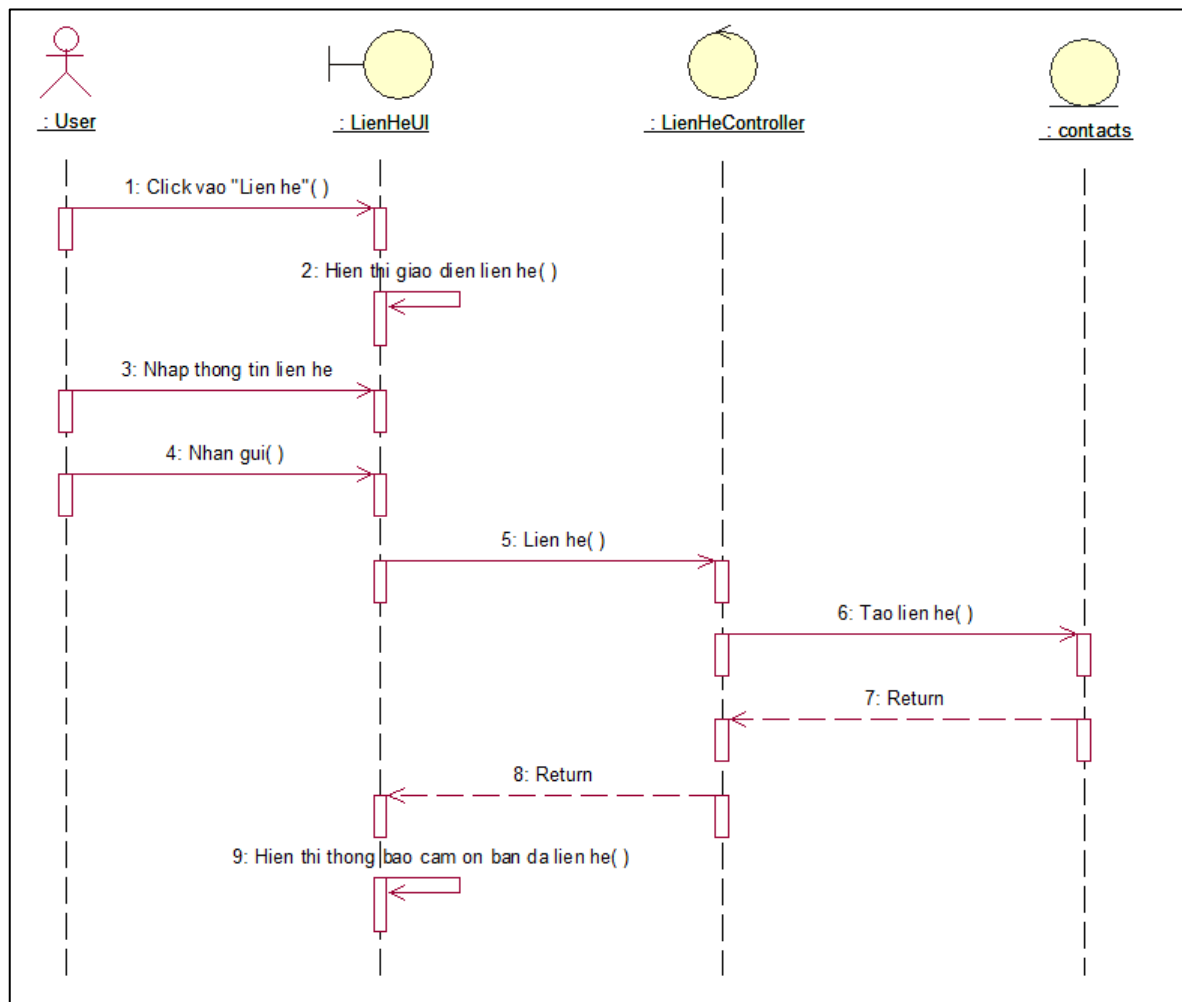 : User
: LienHeUI
: LienHeController
: contacts
1: Click vao "Lien he"( )
2: Hien thi giao dien lien he( )
3: Nhap thong tin lien he
4: Nhan gui( )
5: Lien he( )
6: Tao lien he( )
7: Return
8: Return
9: Hien thi thong bao cam on ban da lien he( )